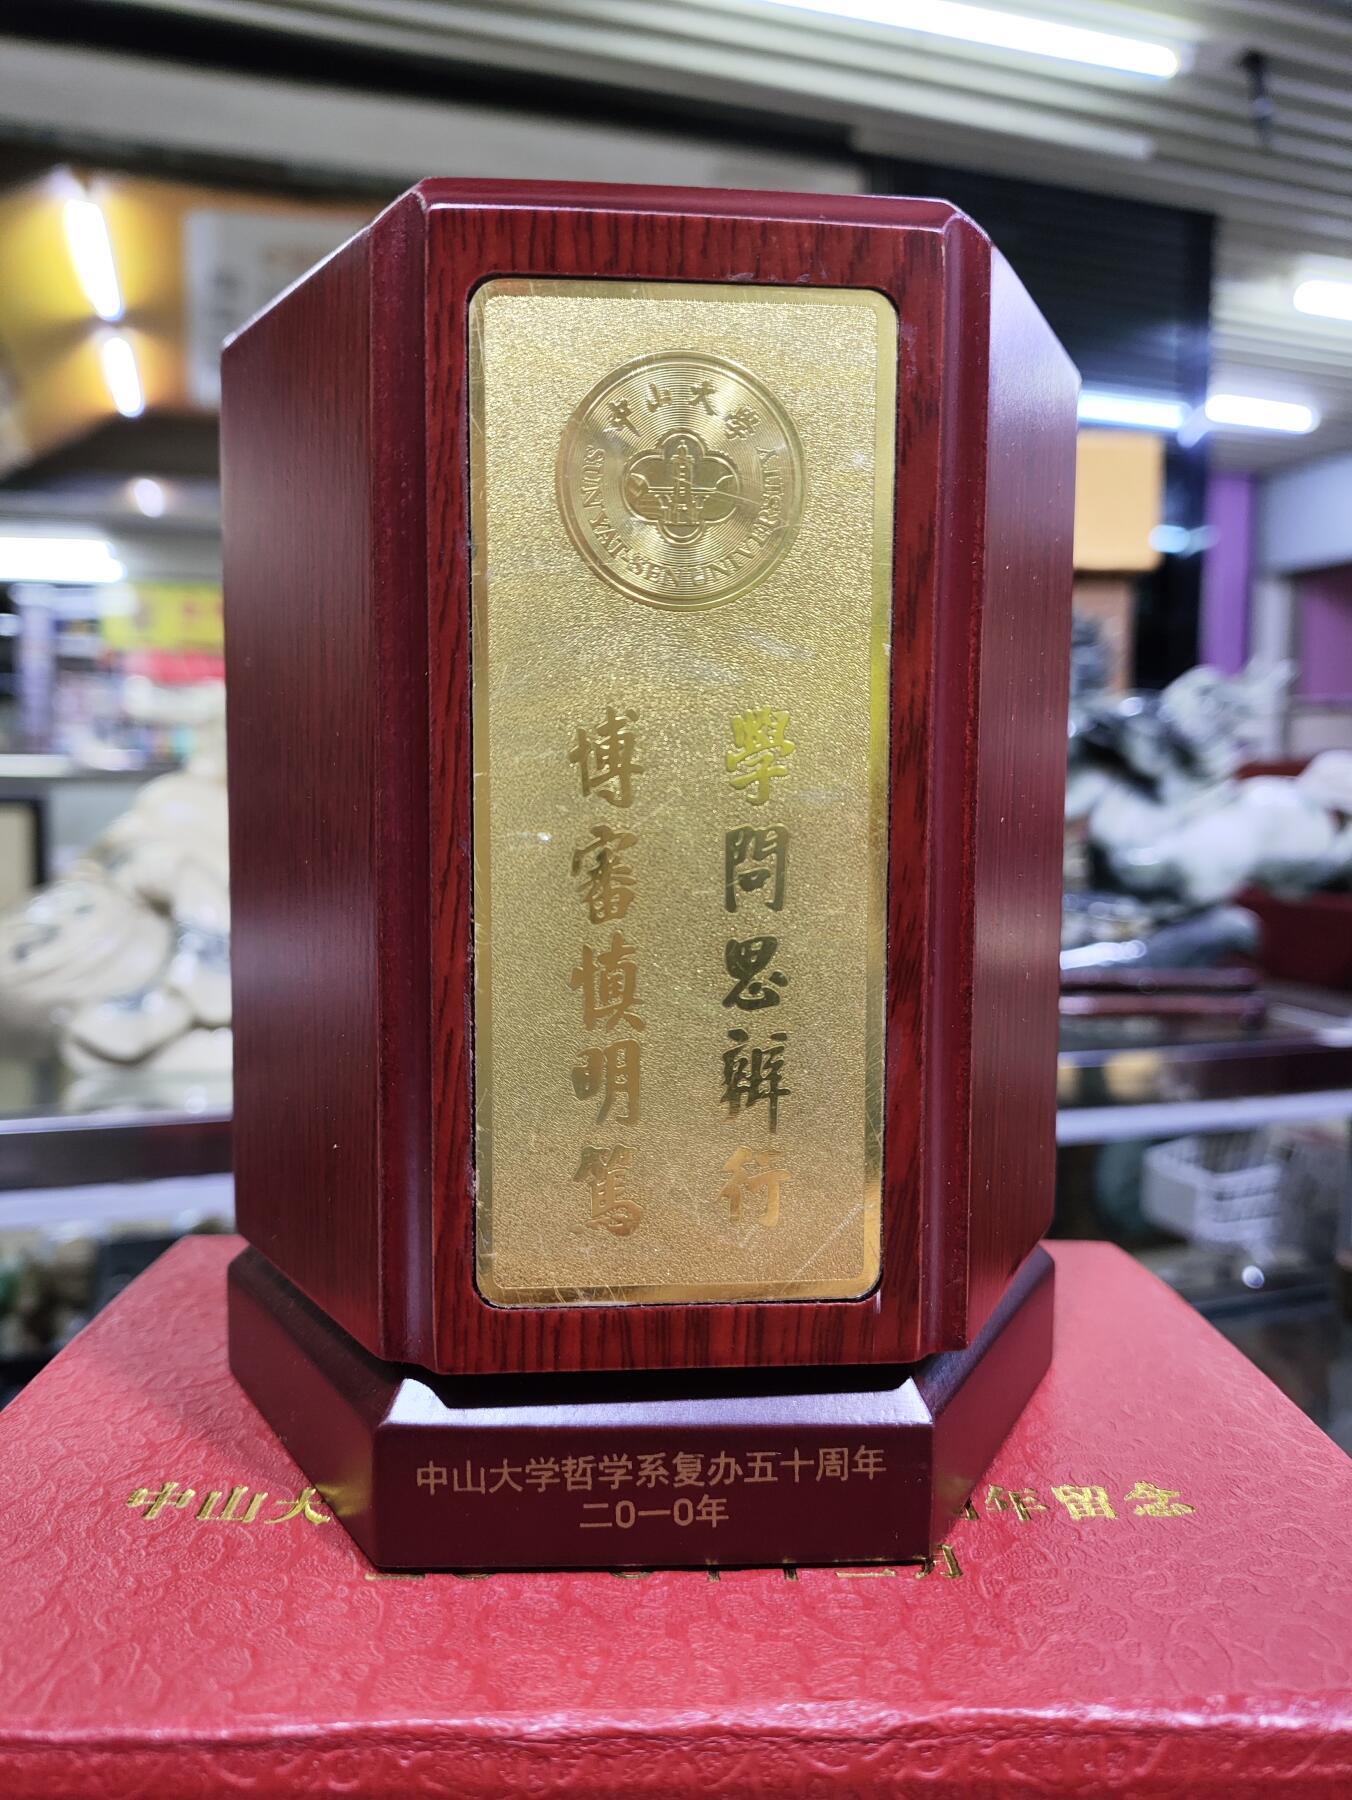 中山大學
SUN YAT-SEN UNIVERSITY
博學
審問
慎思
明辨
篤行
中山大学哲学系复办五十周年
二0一0年
中山大
年留念